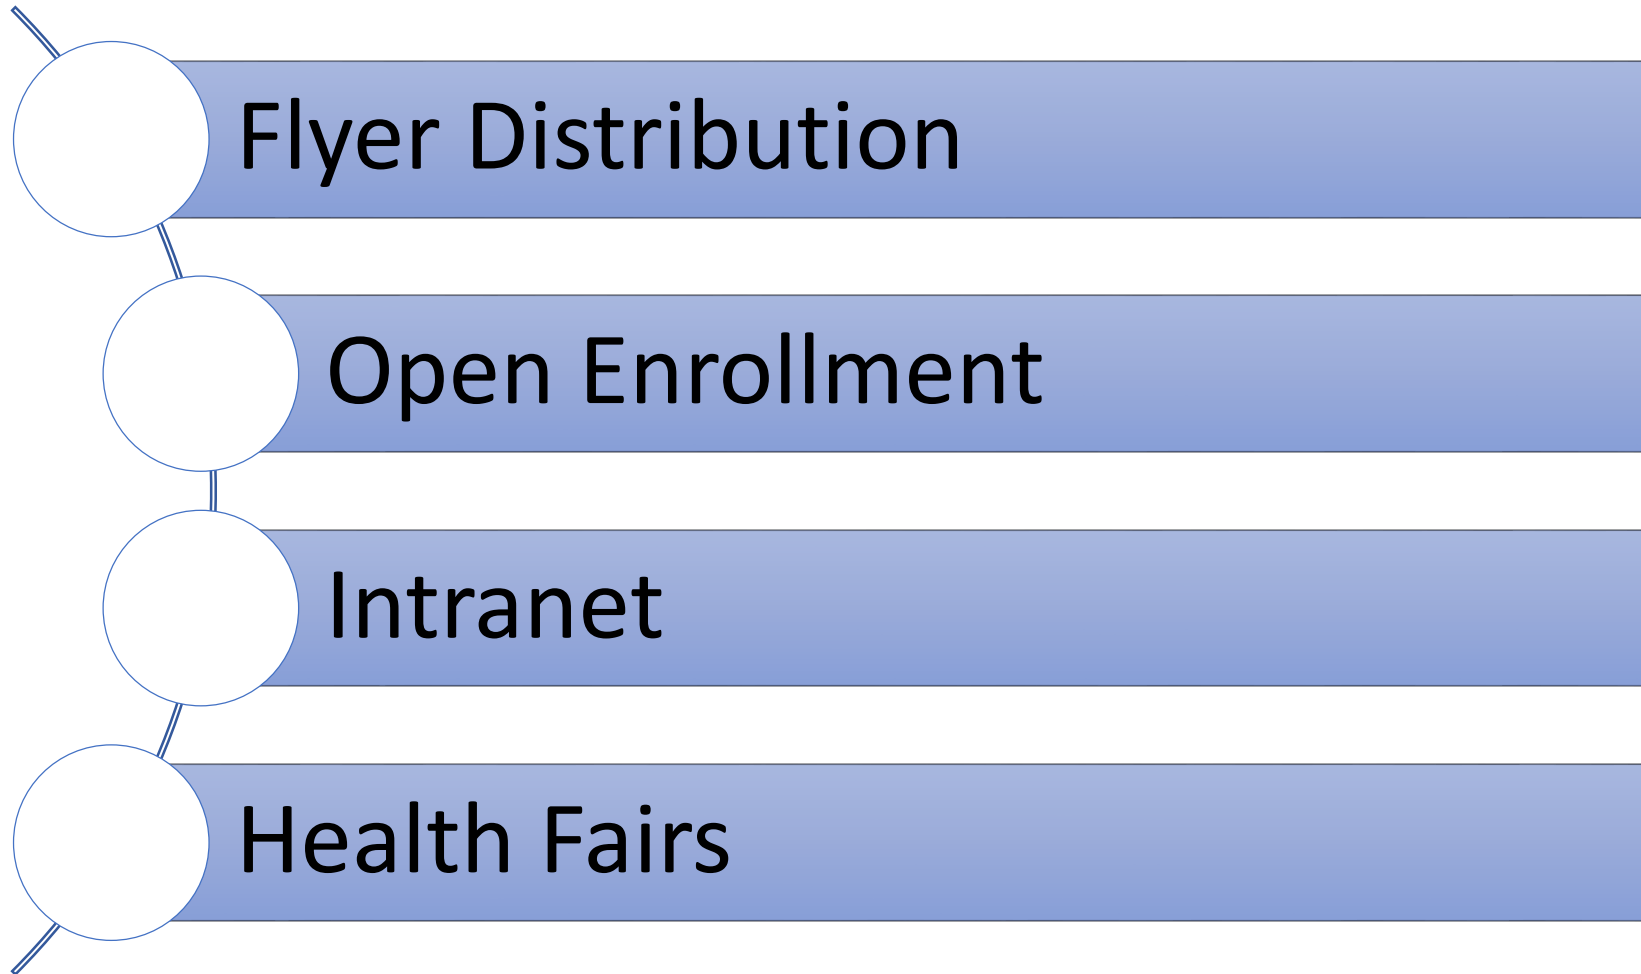 Flyer Distribution
Open Enrollment
Intranet
Health Fairs